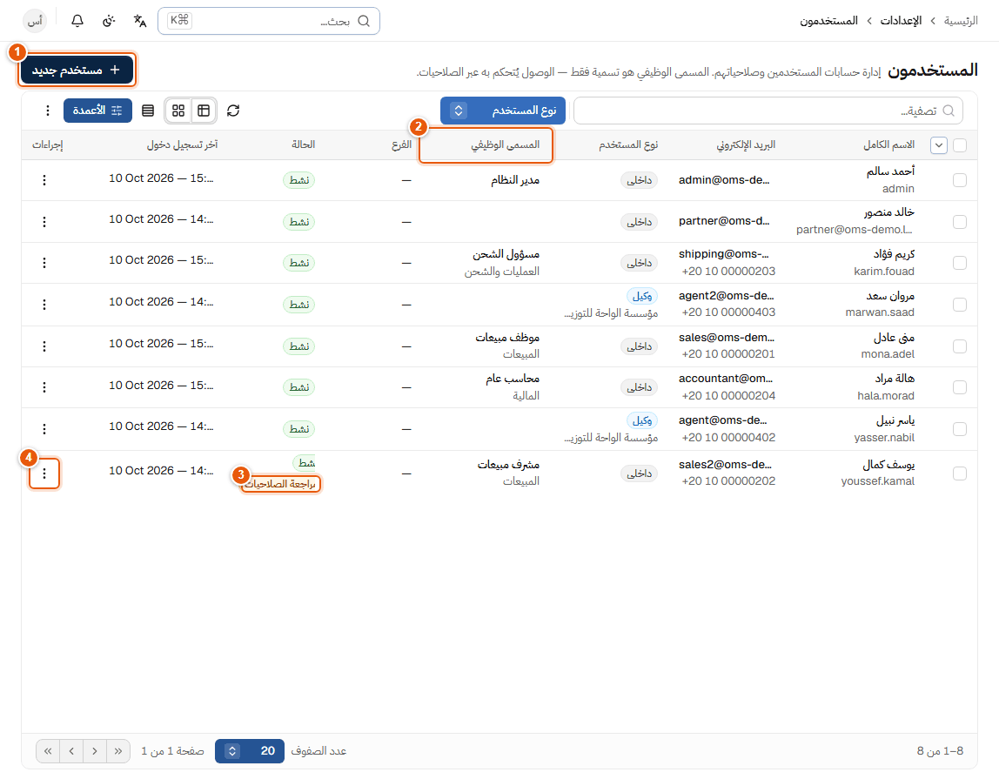 الرئيسية > الإعدادات > المستخدمون
بحث... ⌘K
أس
المستخدمون
إدارة حسابات المستخدمين وصلاحياتهم. المسمى الوظيفي هو تسمية فقط — الوصول يُتحكم به عبر الصلاحيات.
1
+ مستخدم جديد
تصفية...
نوع المستخدم
الأعمدة
2
الاسم الكامل البريد الإلكتروني نوع المستخدم المسمى الوظيفي الفرع الحالة آخر تسجيل دخول إجراءات
أحمد سالم
admin
admin@oms-de... داخلي مدير النظام — نشط 10 Oct 2026 — 15:...
خالد منصور
partner@oms-demo.l...
partner@oms-d... داخلي — نشط 10 Oct 2026 — 14:...
كريم فؤاد shipping@oms-... مسؤول الشحن
karim.fouad +20 10 00000203 داخلي العمليات والشحن — نشط 10 Oct 2026 — 15:...
مروان سعد agent2@oms-de... وكيل
marwan.saad +20 10 00000403 مؤسسة الواحة للتوزيـ... — نشط 10 Oct 2026 — 14:...
منى عادل sales@oms-dem... موظف مبيعات
mona.adel +20 10 00000201 داخلي المبيعات — نشط 10 Oct 2026 — 15:...
هالة مراد accountant@om... محاسب عام
hala.morad +20 10 00000204 داخلي المالية — نشط 10 Oct 2026 — 14:...
ياسر نبيل agent@oms-de... وكيل
yasser.nabil +20 10 00000402 مؤسسة الواحة للتوزيـ... — نشط 10 Oct 2026 — 14:...
يوسف كمال sales2@oms-de... مشرف مبيعات
youssef.kamal +20 10 00000202 داخلي المبيعات — 10 Oct 2026 — 14:...
3
الصلاحيات
4
1–8 من 8
عدد الصفوف 20 صفحة 1 من 1